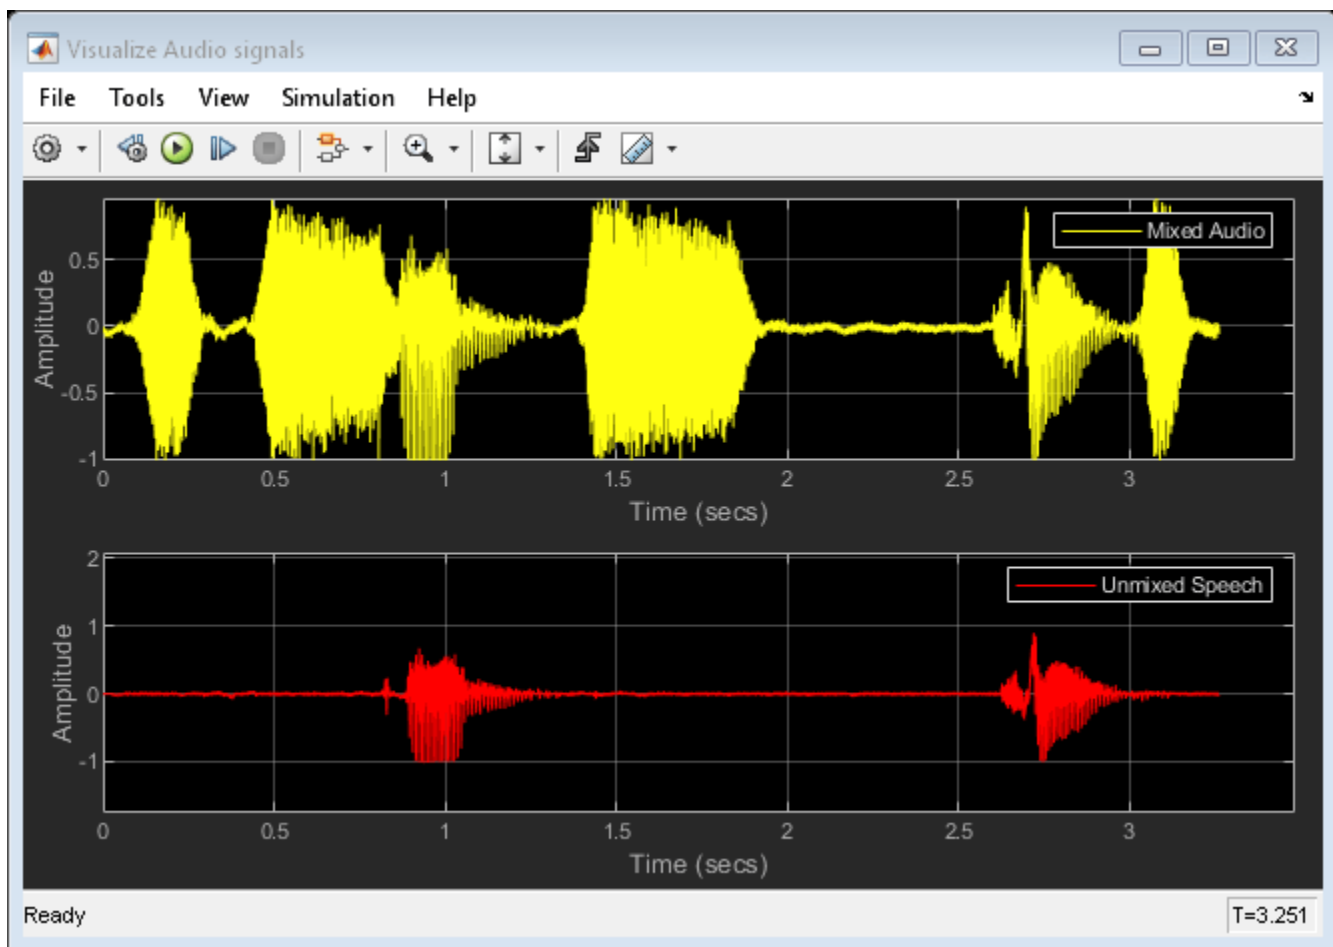 Visualize Audio signals
File Tools View Simulation Help
Mixed Audio
Amplitude
0.5
0
-0.5
-1
0 0.5 1 1.5 2 2.5 3
Time (secs)
Unmixed Speech
Amplitude
2
1
0
-1
0 0.5 1 1.5 2 2.5 3
Time (secs)
Ready T=3.251